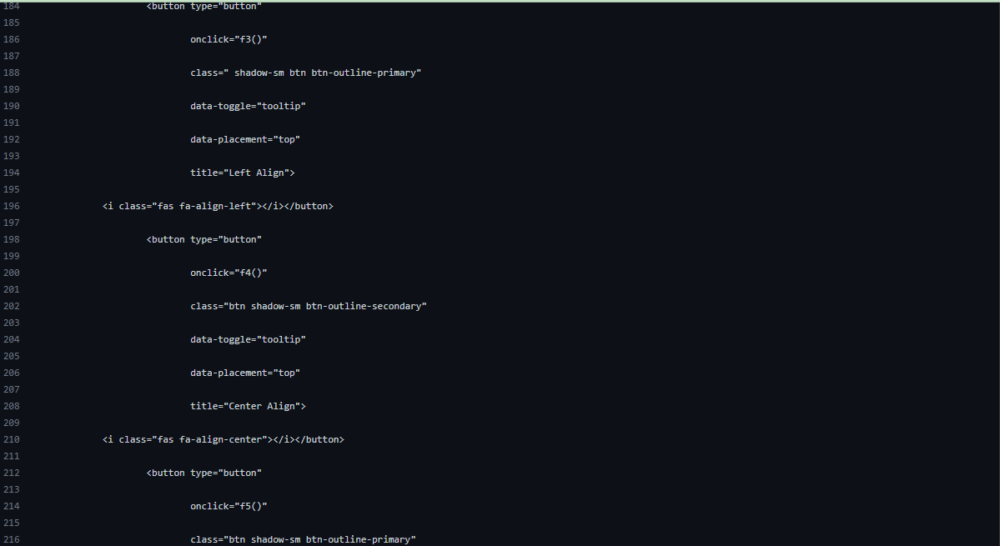 184 <button type="button"
185
186 onclick="f3()"
187
188 class=" shadow-sm btn btn-outline-primary"
189
190 data-toggle="tooltip"
191
192 data-placement="top"
193
194 title="Left Align">
195
196 <i class="fas fa-align-left"></i></button>
197
198 <button type="button"
199
200 onclick="f4()"
201
202 class="btn shadow-sm btn-outline-secondary"
203
204 data-toggle="tooltip"
205
206 data-placement="top"
207
208 title="Center Align">
209
210 <i class="fas fa-align-center"></i></button>
211
212 <button type="button"
213
214 onclick="f5()"
215
216 class="btn shadow-sm btn-outline-primary"